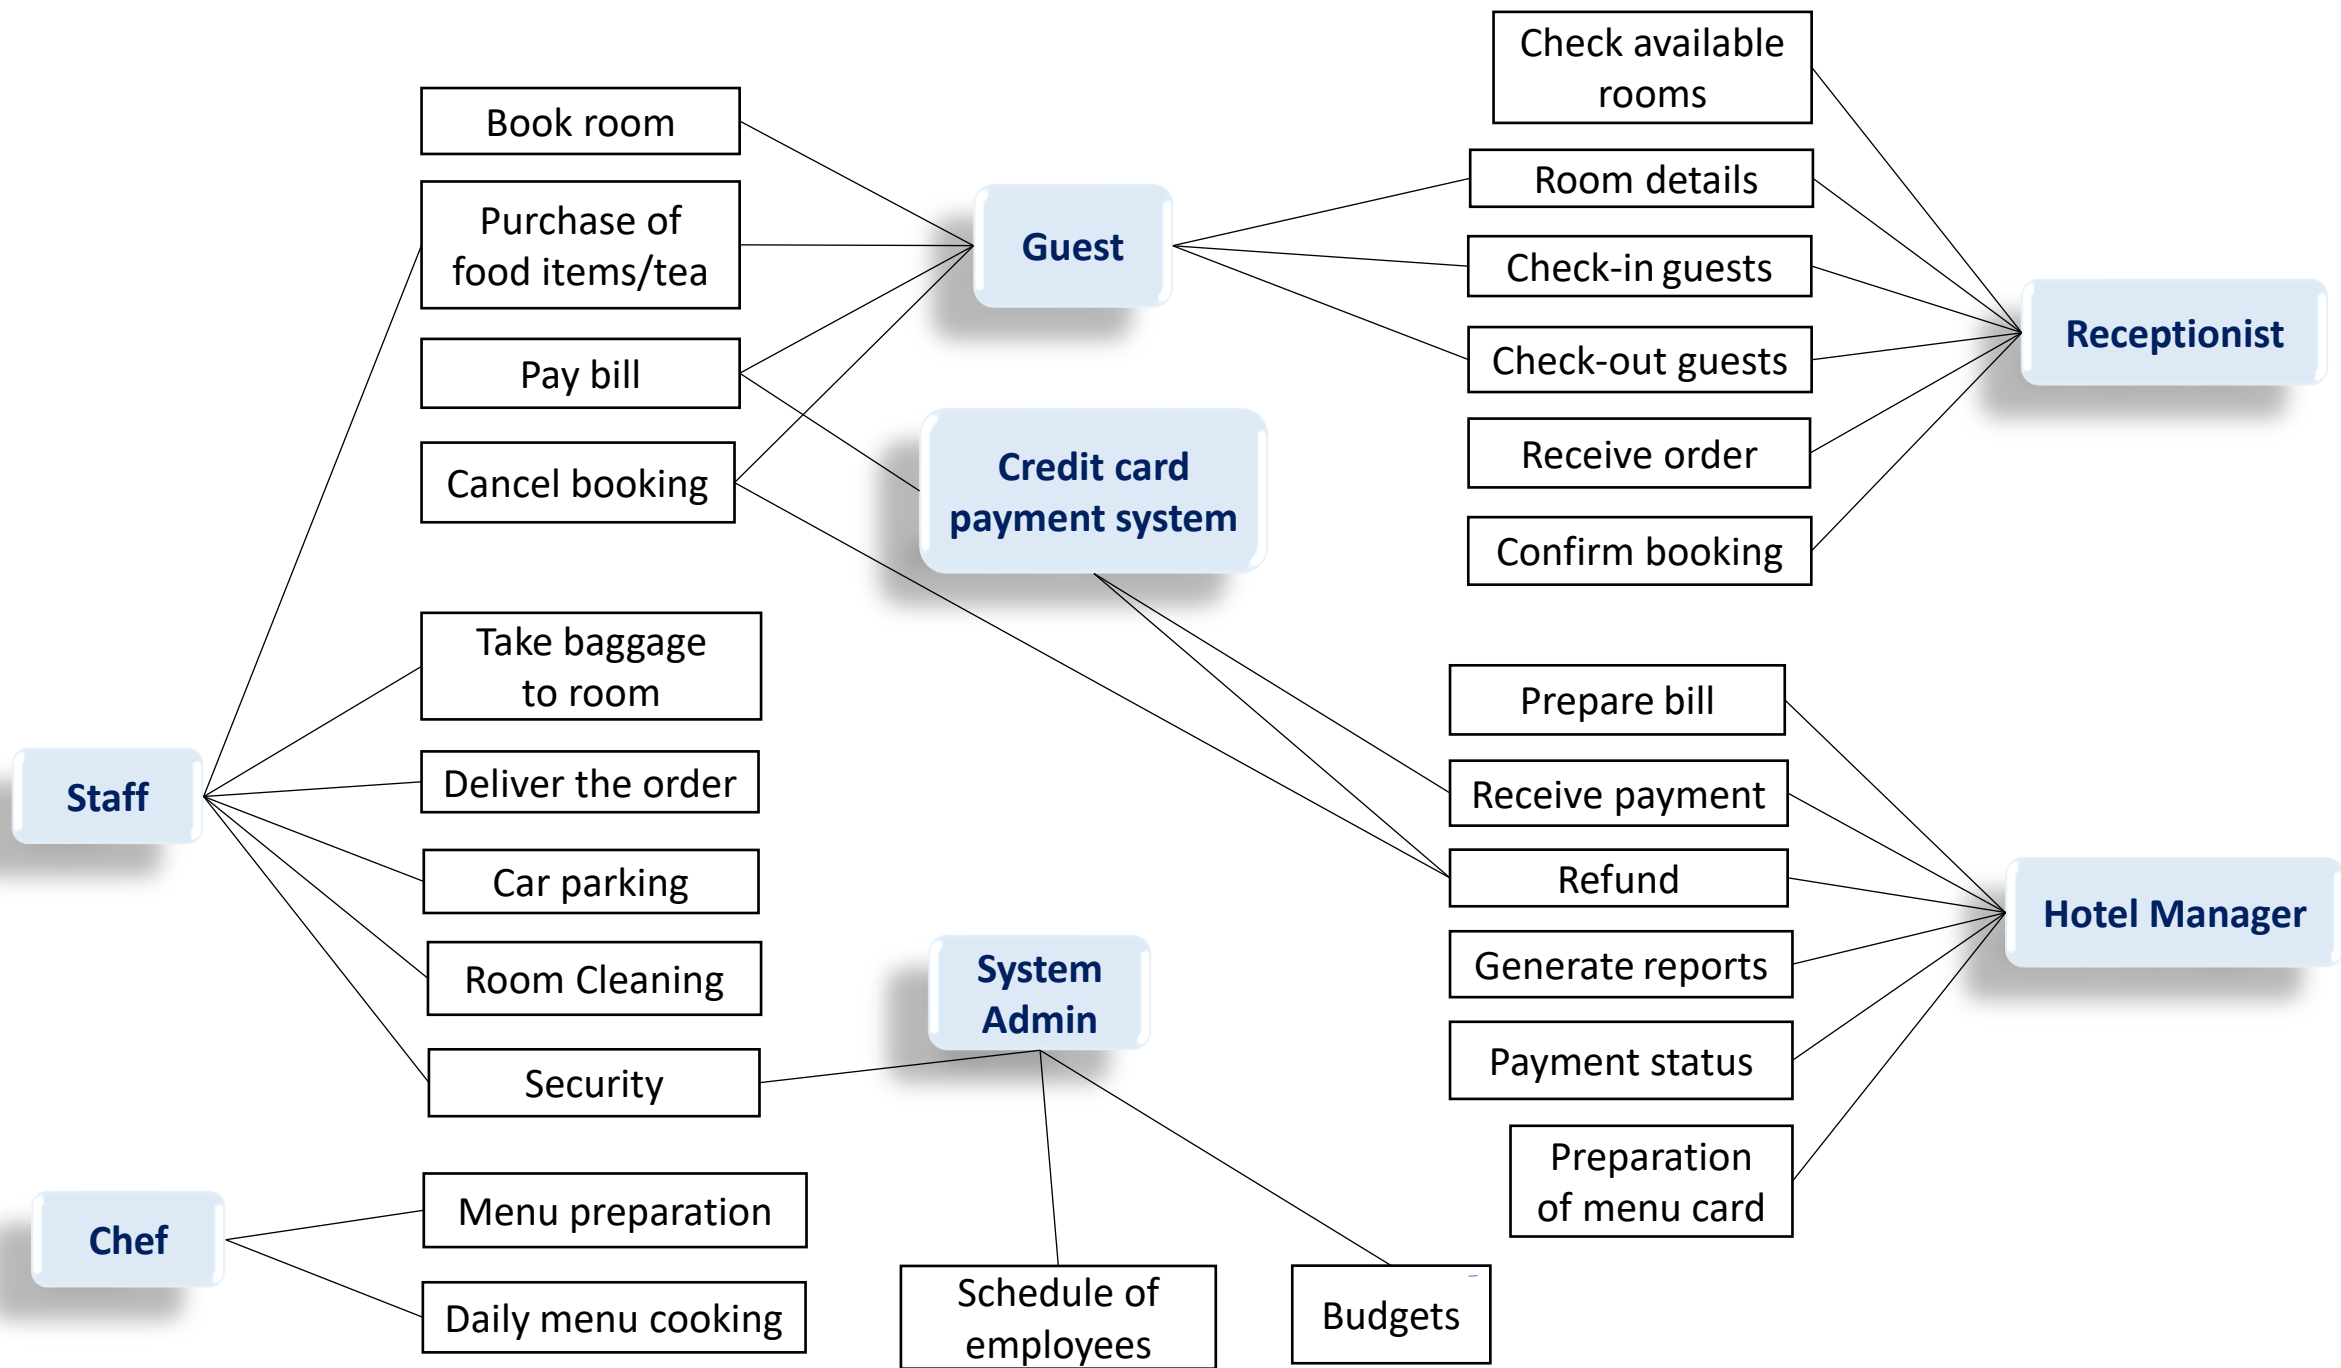 Check available
rooms
Book room
Room details
Purchase of
food items/tea
Guest
Check-in guests
Receptionist
Pay bill
Check-out guests
Cancel booking
Credit card
payment system
Receive order
Confirm booking
Take baggage
to room
Prepare bill
Staff
Deliver the order
Receive payment
Car parking
Refund
Hotel Manager
Room Cleaning
System
Admin
Generate reports
Security
Payment status
Preparation
of menu card
Chef
Menu preparation
Daily menu cooking
Schedule of
employees
Budgets